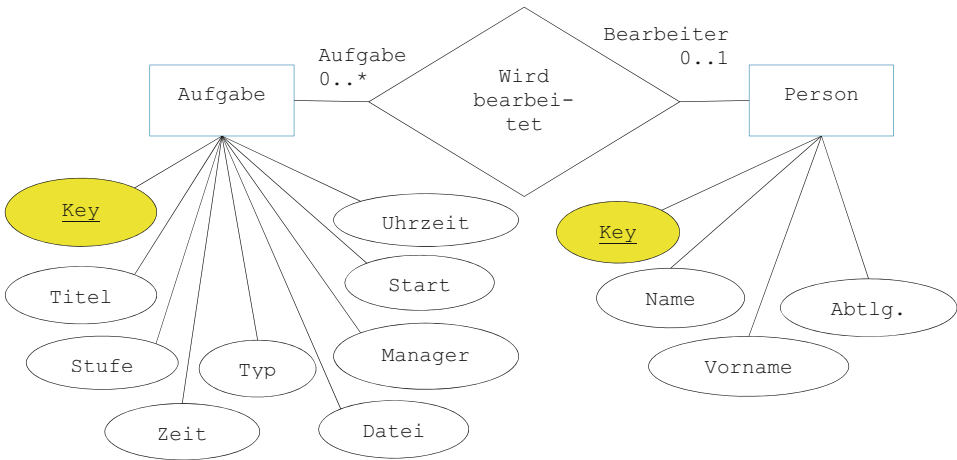 Aufgabe
0..*
Bearbeiter
0..1
Aufgabe
Wird
bearbei-
tet
Person
Key
Uhrzeit
Key
Titel
Start
Name
Abtlg.
Stufe
Typ
Manager
Vorname
Zeit
Datei